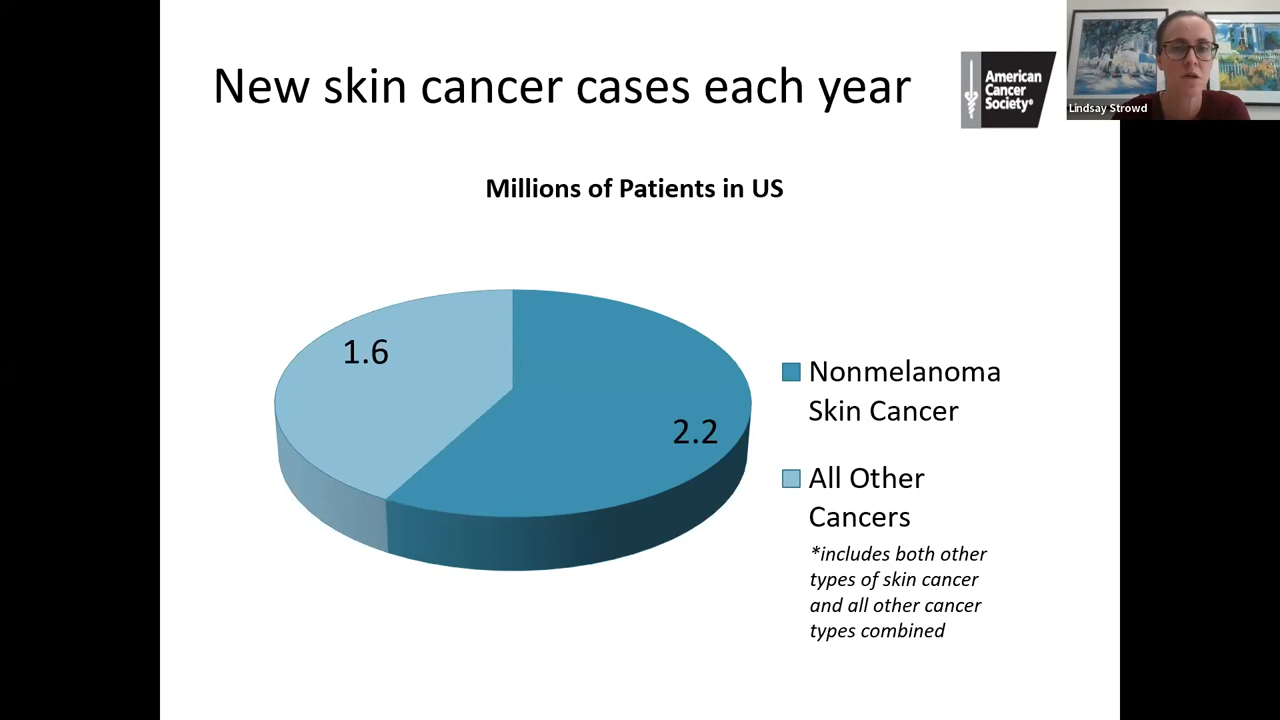 New skin cancer cases each year
American
Cancer
Society®
Lindsay Strowd
Millions of Patients in US
1.6
2.2
Nonmelanoma
Skin Cancer
All Other
Cancers
*includes both other
types of skin cancer
and all other cancer
types combined